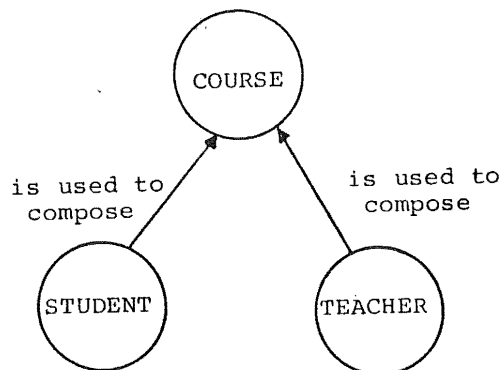 COURSE
is used to
compose
is used to
compose
STUDENT
TEACHER